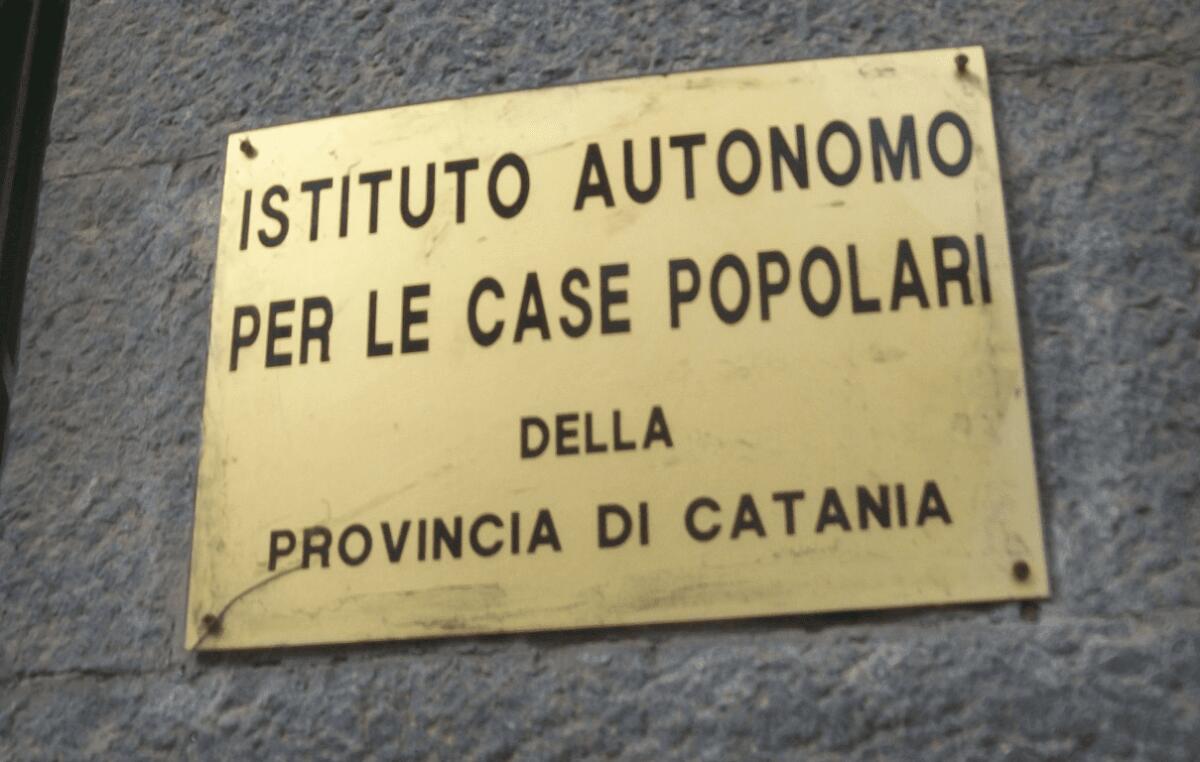 ISTITUTO AUTONOMO
PER LE CASE POPOLARI
DELLA
PROVINCIA DI CATANIA